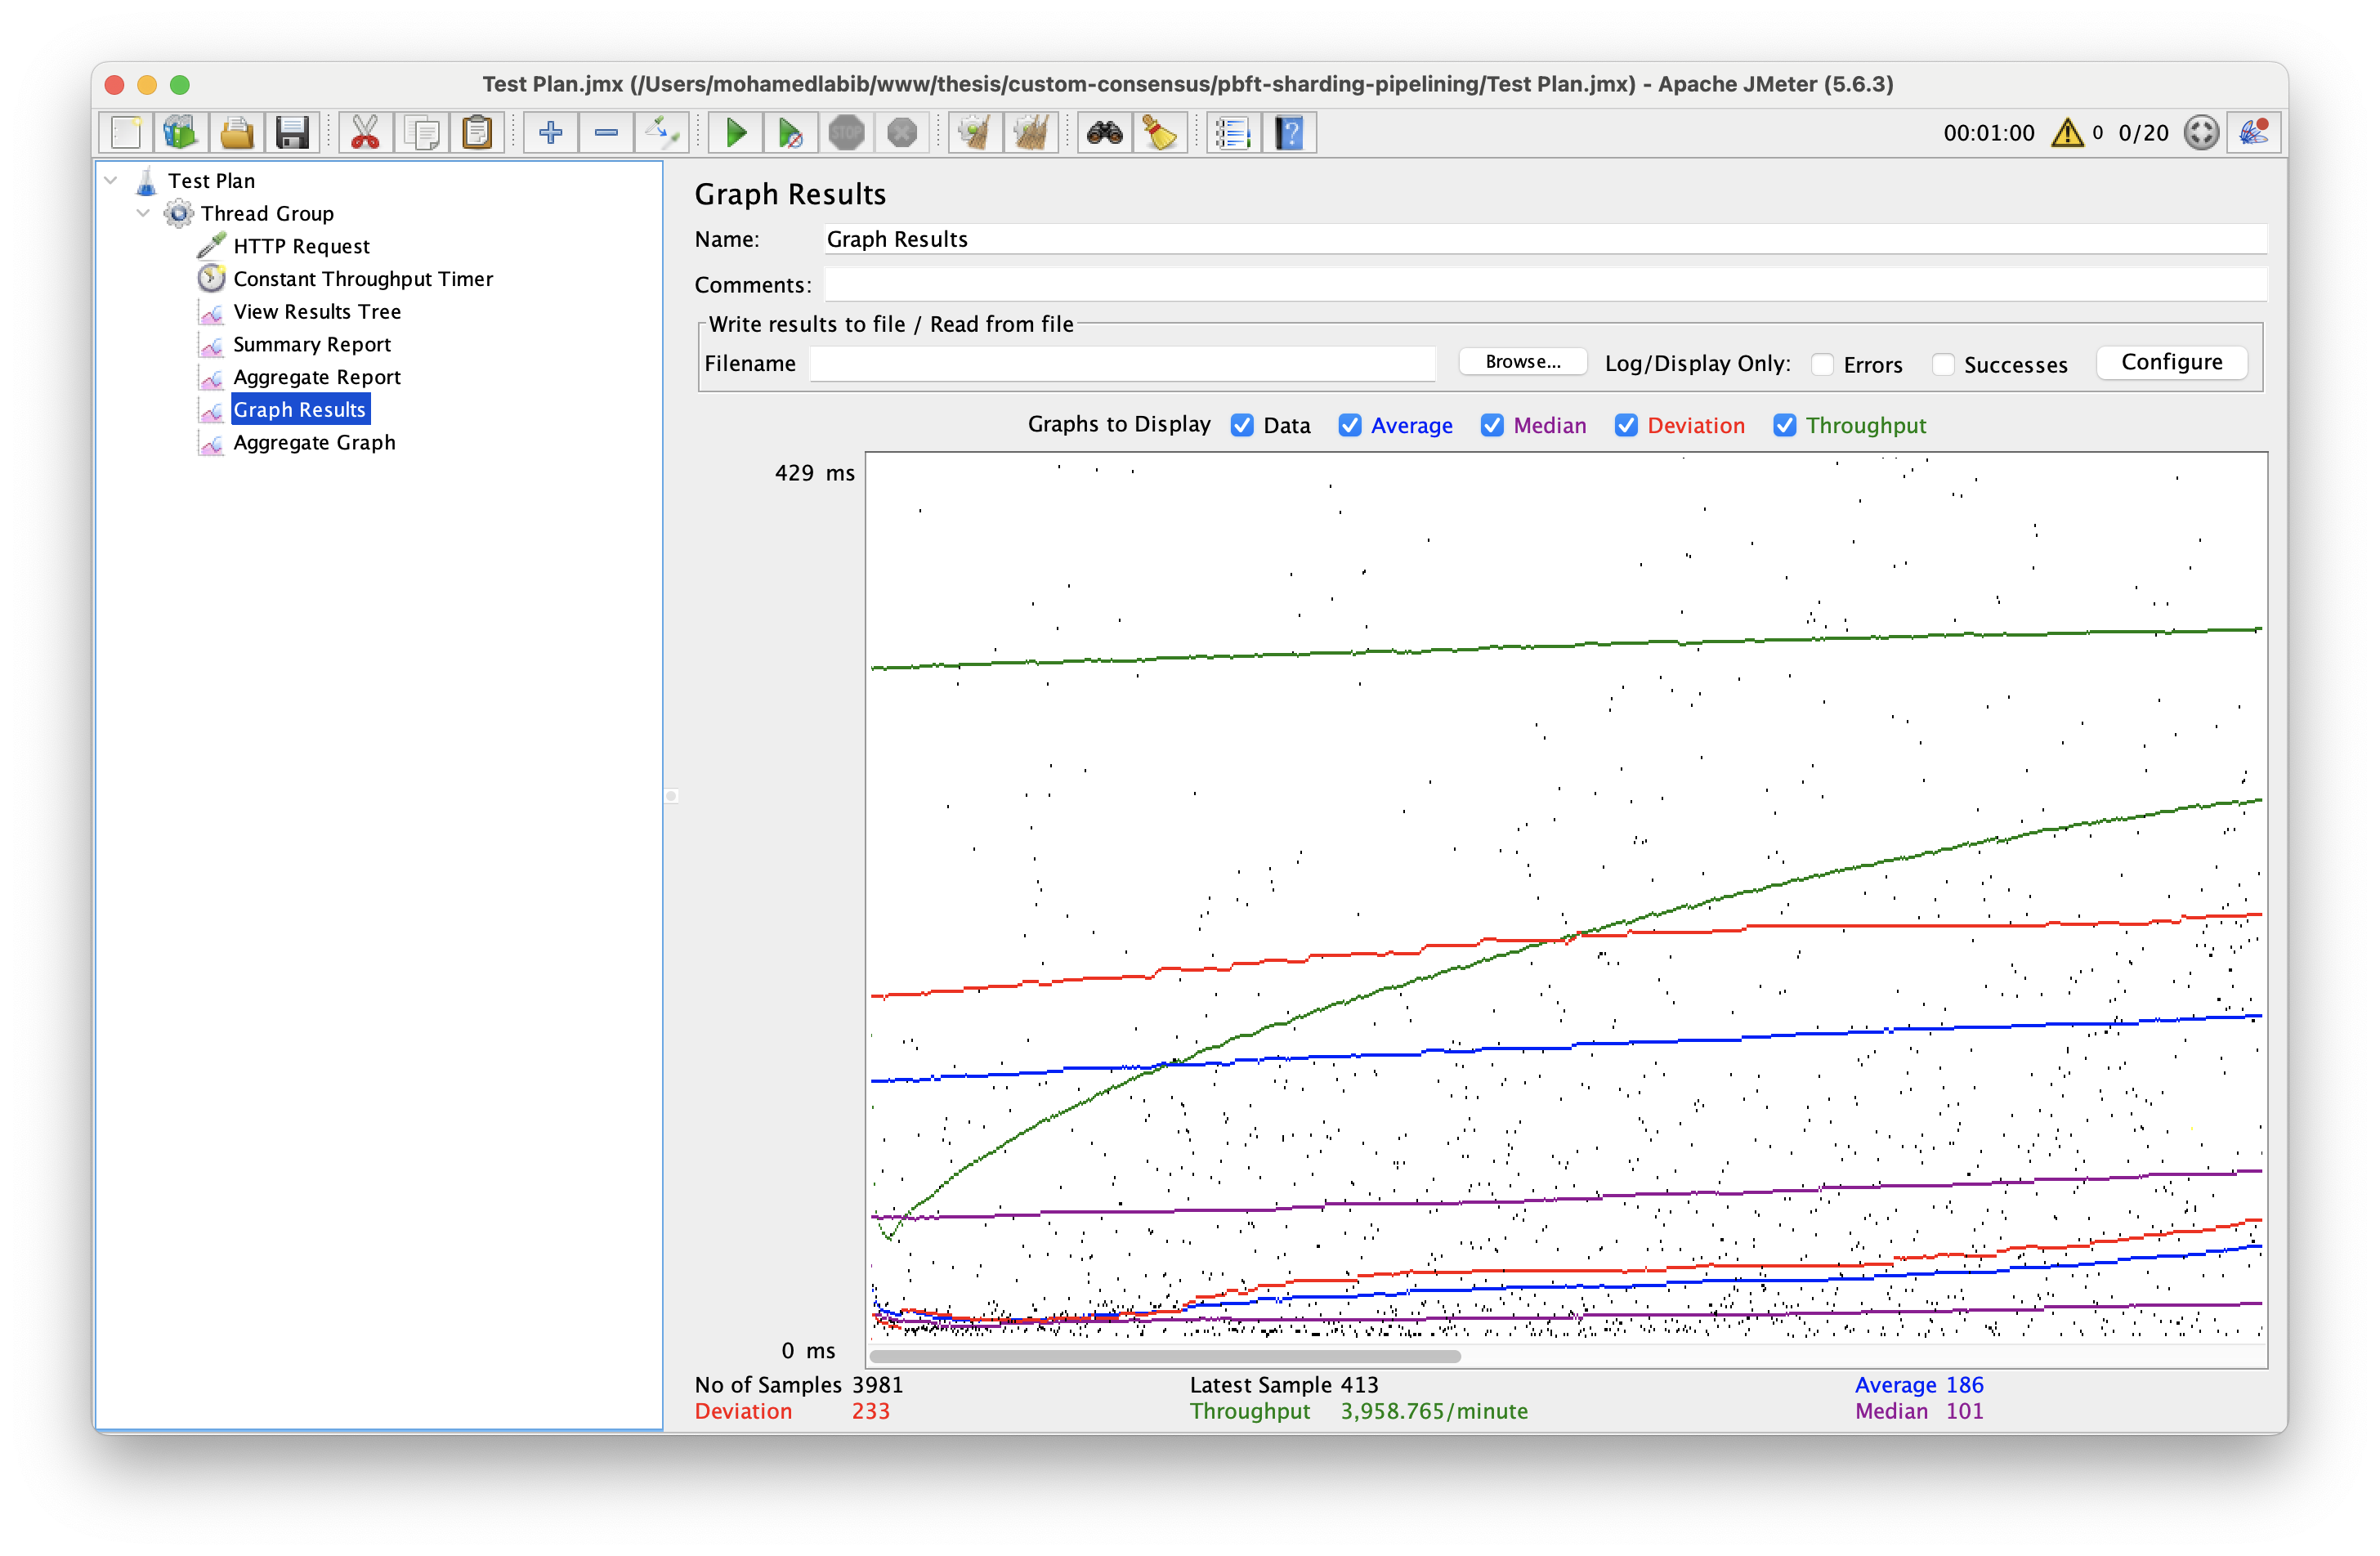 Test Plan.jmx (/Users/mohamedlabib/www/thesis/custom-consensus/pbft-sharding-pipelining/Test Plan.jmx) - Apache JMeter (5.6.3)
STOP
00:01:00 0 0/20
Test Plan
Thread Group
HTTP Request
Constant Throughput Timer
View Results Tree
Summary Report
Aggregate Report
Graph Results
Aggregate Graph
Graph Results
Name: Graph Results
Comments:
Write results to file / Read from file
Filename Browse... Log/Display Only: Errors Successes Configure
Graphs to Display Data Average Median Deviation Throughput
429 ms
0 ms
No of Samples 3981 Latest Sample 413 Average 186
Deviation 233 Throughput 3,958.765/minute Median 101